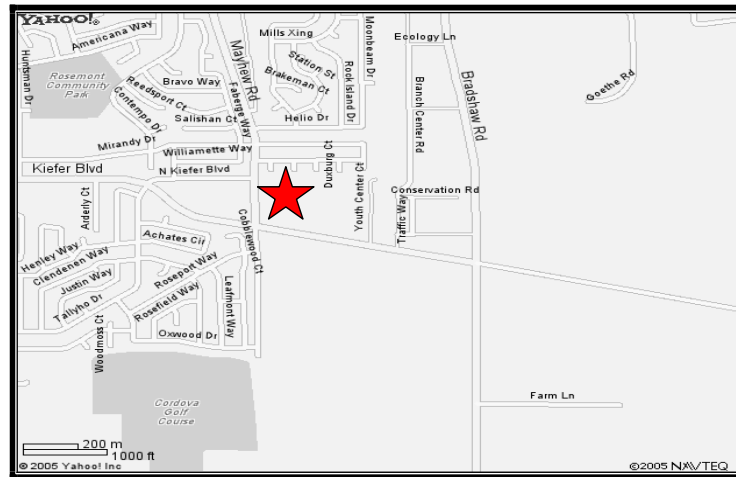 YAHOO!®
Americana Way
Mills Xing
Moonbeam Dr
Ecology Ln
Huntsman Dr
Mayhew Rd
Station St
Rosemont
Community
Park
Brakeman Ct
Rock Island Dr
Bradshaw Rd
Goethe Rd
Bravo Way
Reedsport Ct
Contempo Dr
Faberge Way
Branch Center Rd
Salishan Ct
Helio Dr
Mirandy Dr
Williamette Way
Kiefer Blvd
N Kiefer Blvd
Duxbury Ct
Youth Center Ct
Conservation Rd
Traffic Way
Arderly Ct
Cobblewood Ct
Achates Cir
Henley Way
Clendenen Way
Justin Way
Roseport Way
Tallyho Dr
Rosefield Way
Leafmont Way
Woodmoss Ct
Oxwood Dr
Farm Ln
Cordova
Golf
Course
200 m
1000 ft
©2005 Yahoo! Inc
©2005 NAVTEQ